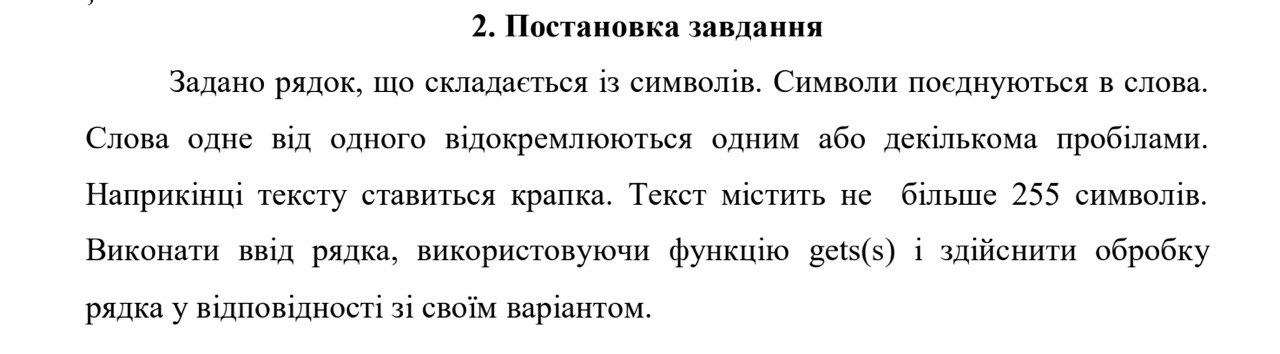 2. Постановка завдання
Задано рядок, що складається із символів. Символи поєднуються в слова.
Слова одне від одного відокремлюються одним або декількома пробілами.
Наприкінці тексту ставиться крапка. Текст містить не більше 255 символів.
Виконати ввід рядка, використовуючи функцію gets(s) і здійснити обробку
рядка у відповідності зі своїм варіантом.